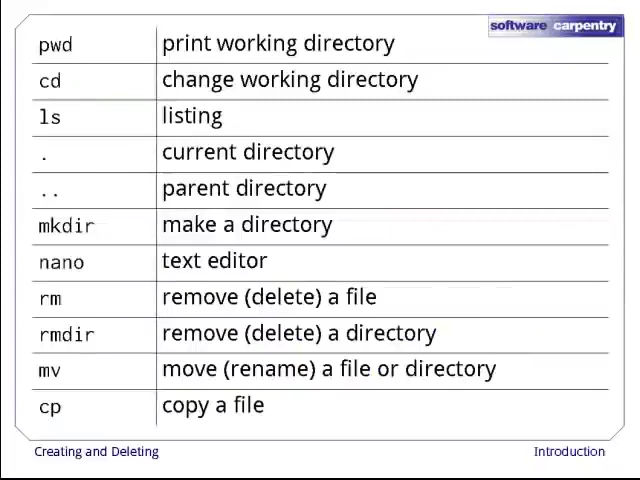 software carpentry
pwd print working directory
cd change working directory
ls listing
. current directory
.. parent directory
mkdir make a directory
nano text editor
rm remove (delete) a file
rmdir remove (delete) a directory
mv move (rename) a file or directory
cp copy a file
Creating and Deleting Introduction